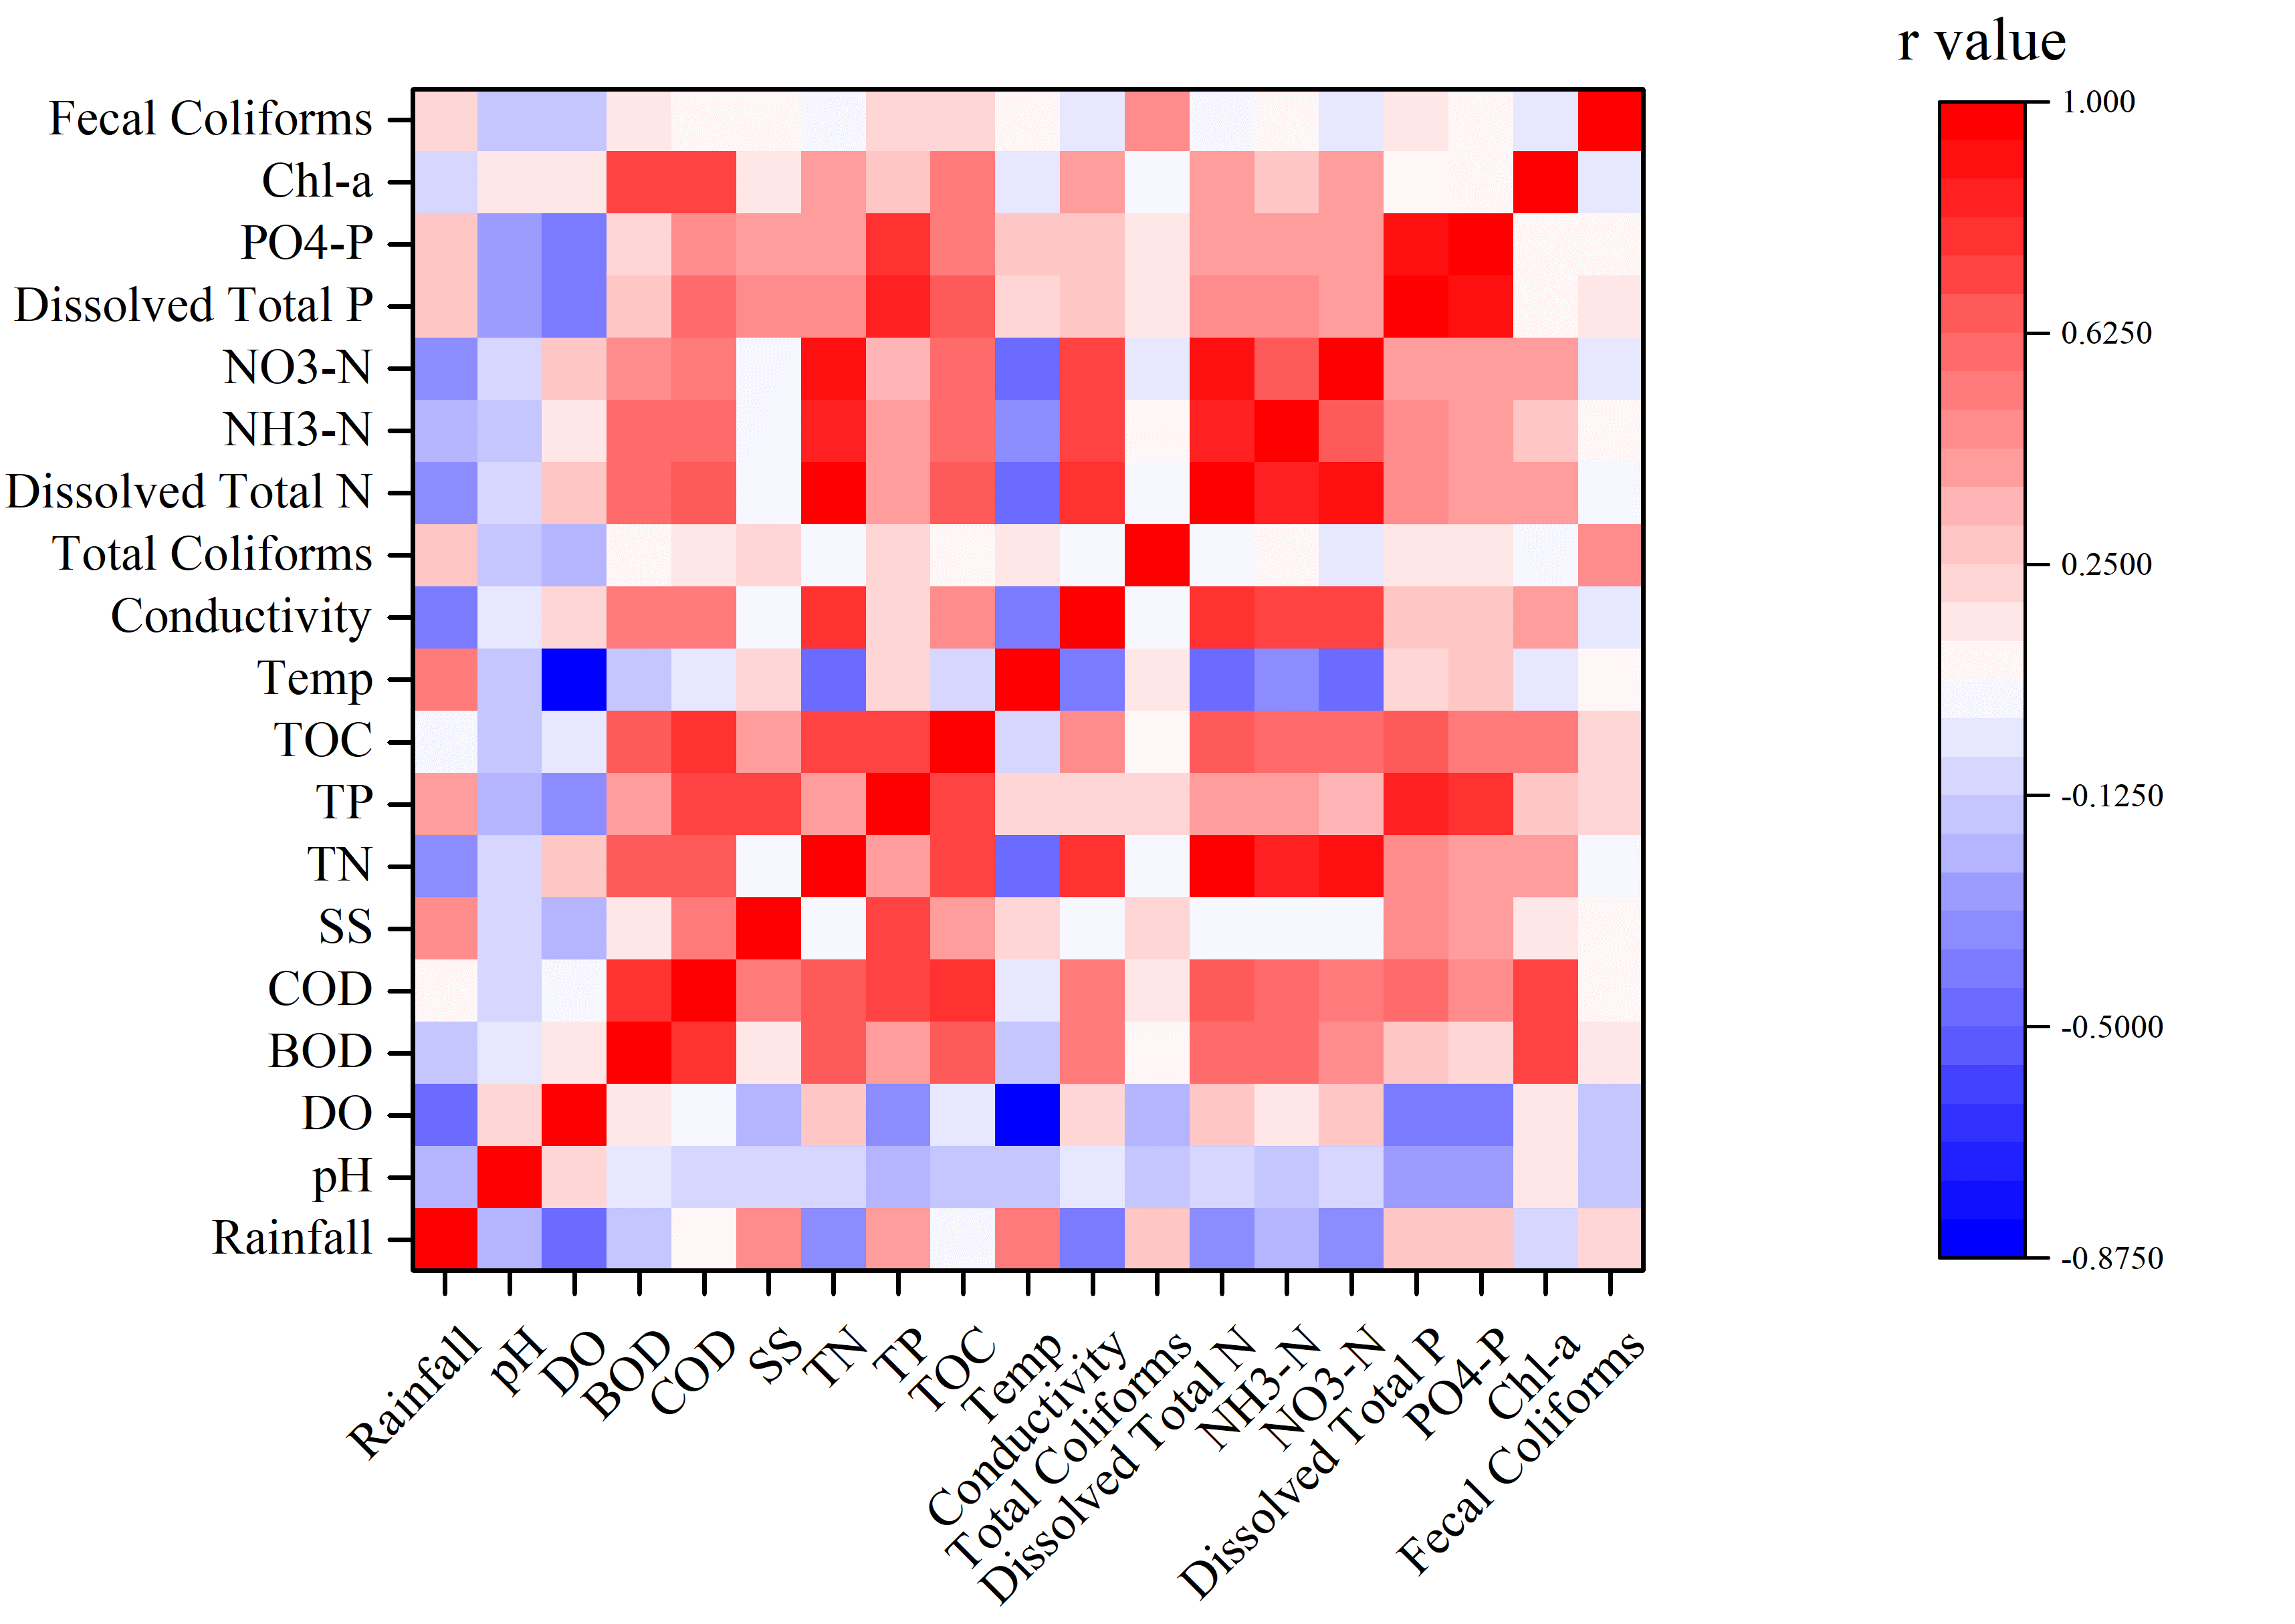 r value
1.000
0.6250
0.2500
-0.1250
-0.5000
-0.8750
Fecal Coliforms
Chl-a
PO4-P
Dissolved Total P
NO3-N
NH3-N
Dissolved Total N
Total Coliforms
Conductivity
Temp
TOC
TP
TN
SS
COD
BOD
DO
pH
Rainfall
Rainfall
pH
DO
BOD
COD
SS
TN
TP
TOC
Temp
Conductivity
Total Coliforms
Dissolved Total N
NH3-N
NO3-N
Dissolved Total P
PO4-P
Chl-a
Fecal Coliforms